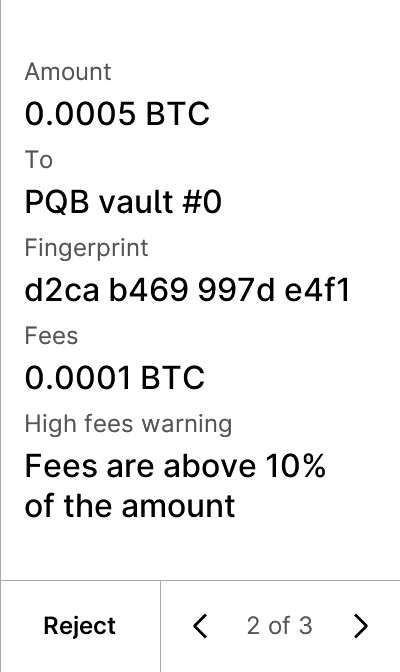 Amount
0.0005 BTC
To
PQB vault #0
Fingerprint
d2ca b469 997d e4f1
Fees
0.0001 BTC
High fees warning
Fees are above 10%
of the amount
Reject
2 of 3